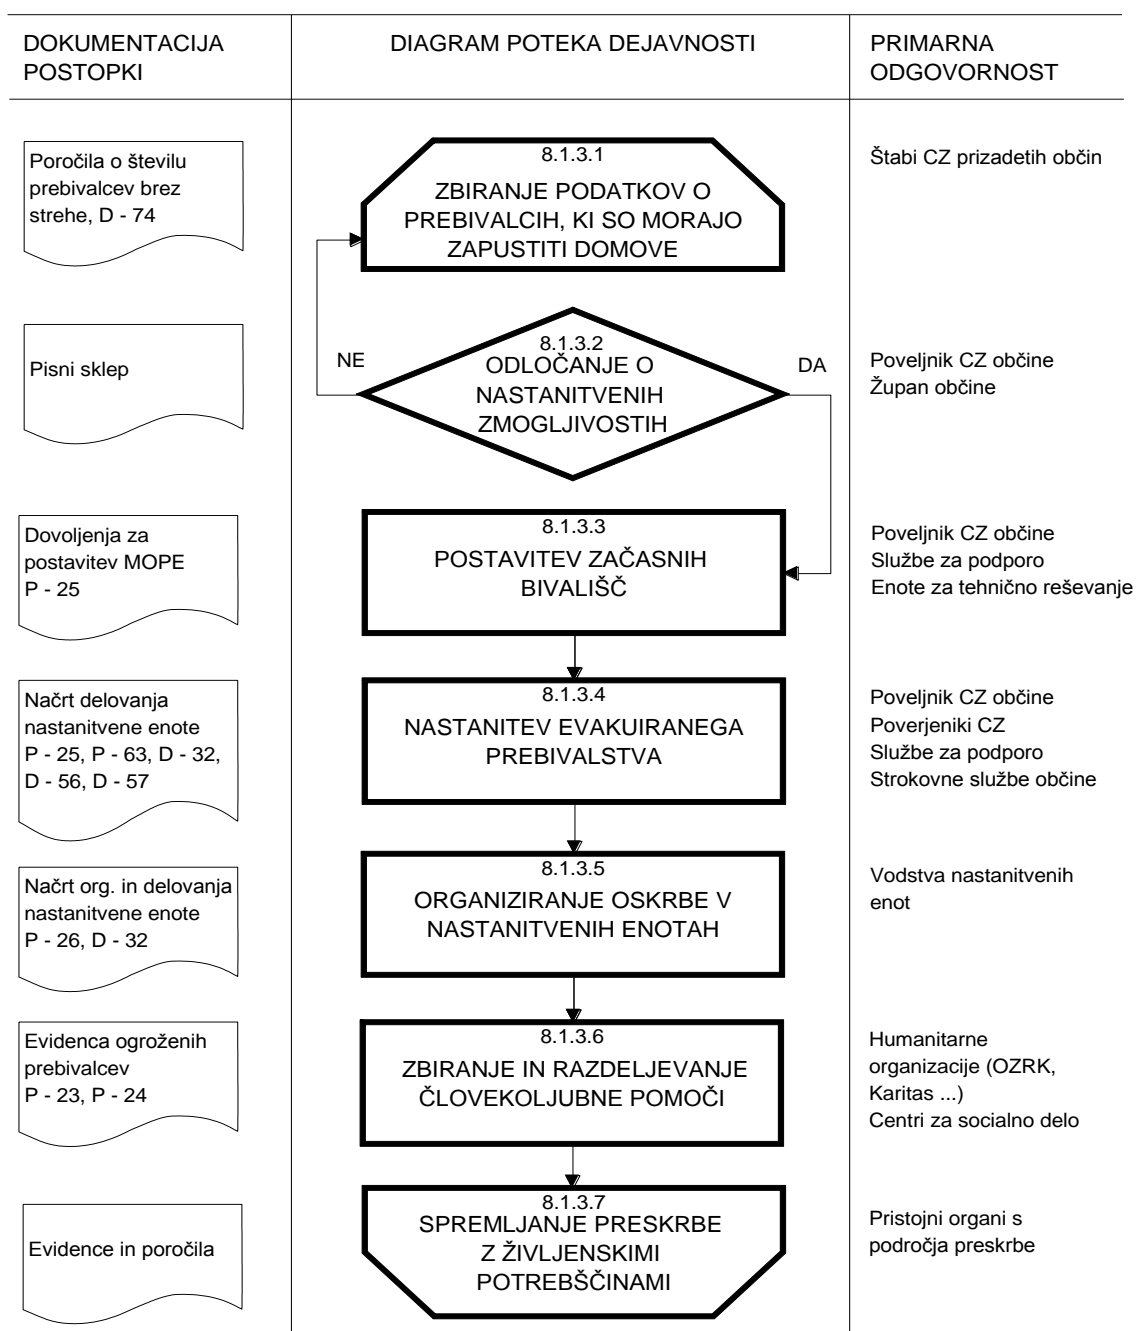 DOKUMENTACIJA
POSTOPKI
DIAGRAM POTEKA DEJAVNOSTI
PRIMARNA
ODGOVORNOST
Poročila o številu
prebivalcev brez
strehe, D - 74
8.1.3.1
ZBIRANJE PODATKOV O
PREBIVALCIH, KI SO MORAJO
ZAPUSTITI DOMOVE
Štabi CZ prizadetih občin
Pisni sklep
NE
8.1.3.2
ODLOČANJE O
NASTANITVENIH
ZMOGLJIVOSTIH
DA
Poveljnik CZ občine
Župan občine
Dovoljenja za
postavitev MOPE
P - 25
8.1.3.3
POSTAVITEV ZAČASNIH
BIVALIŠČ
Poveljnik CZ občine
Službe za podporo
Enote za tehnično reševanje
Načrt delovanja
nastanitvene enote
P - 25, P - 63, D - 32,
D - 56, D - 57
8.1.3.4
NASTANITEV EVAKUIRANEGA
PREBIVALSTVA
Poveljnik CZ občine
Poverjeniki CZ
Službe za podporo
Strokovne službe občine
Načrt org. in delovanja
nastanitvene enote
P - 26, D - 32
8.1.3.5
ORGANIZIRANJE OSKRBE V
NASTANITVENIH ENOTAH
Vodstva nastanitvenih
enot
Evidenca ogroženih
prebivalcev
P - 23, P - 24
8.1.3.6
ZBIRANJE IN RAZDELJEVANJE
ČLOVEKOLJUBNE POMOČI
Humanitarne
organizacije (OZRK,
Karitas ...)
Centri za socialno delo
Evidence in poročila
8.1.3.7
SPREMLJANJE PRESKRBE
Z ŽIVLJENSKIMI
POTREBŠČINAMI
Pristojni organi s
področja preskrbe